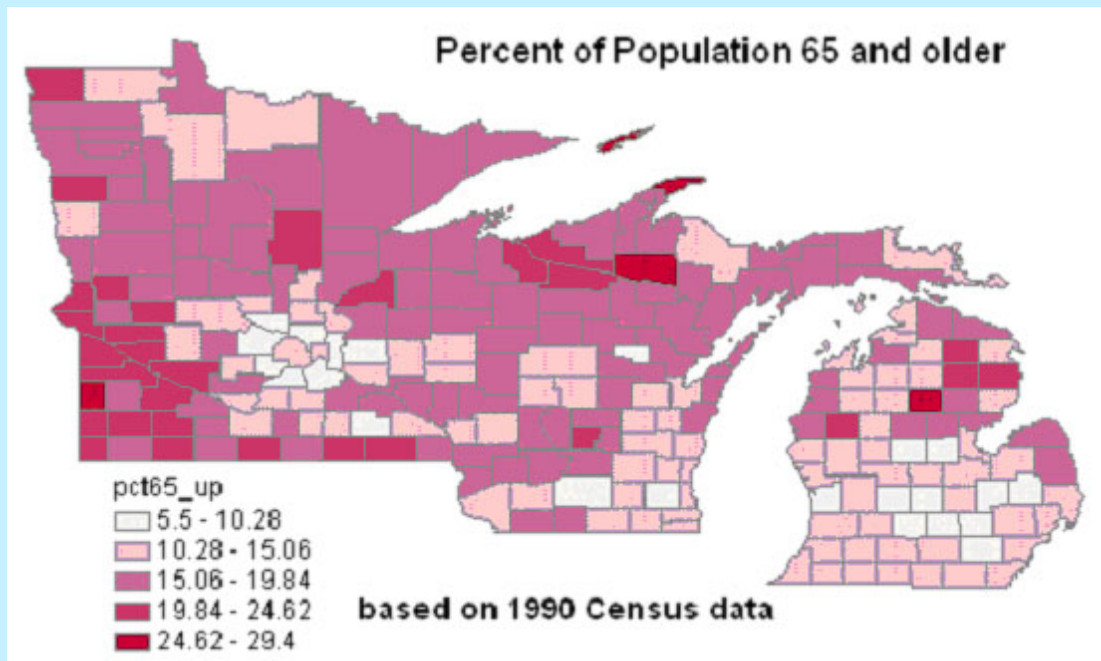 Percent of Population 65 and older
pct65_up
5.5 - 10.28
10.28 - 15.06
15.06 - 19.84
19.84 - 24.62
24.62 - 29.4
based on 1990 Census data